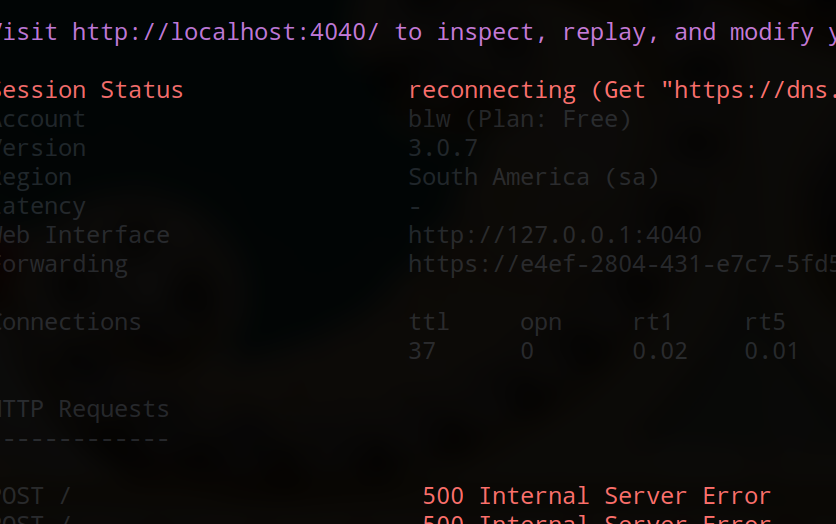 isit http://localhost:4040/ to inspect, replay, and modify y
ession Status reconnecting (Get "https://dns.
ccount blw (Plan: Free)
ersion 3.0.7
egion South America (sa)
atency -
eb Interface http://127.0.0.1:4040
orwarding https://e4ef-2804-431-e7c7-5fd5
onnections ttl opn rt1 rt5
37 0 0.02 0.01
TTP Requests
-------------
OST / 500 Internal Server Error
OST / 500 Internal Server Error